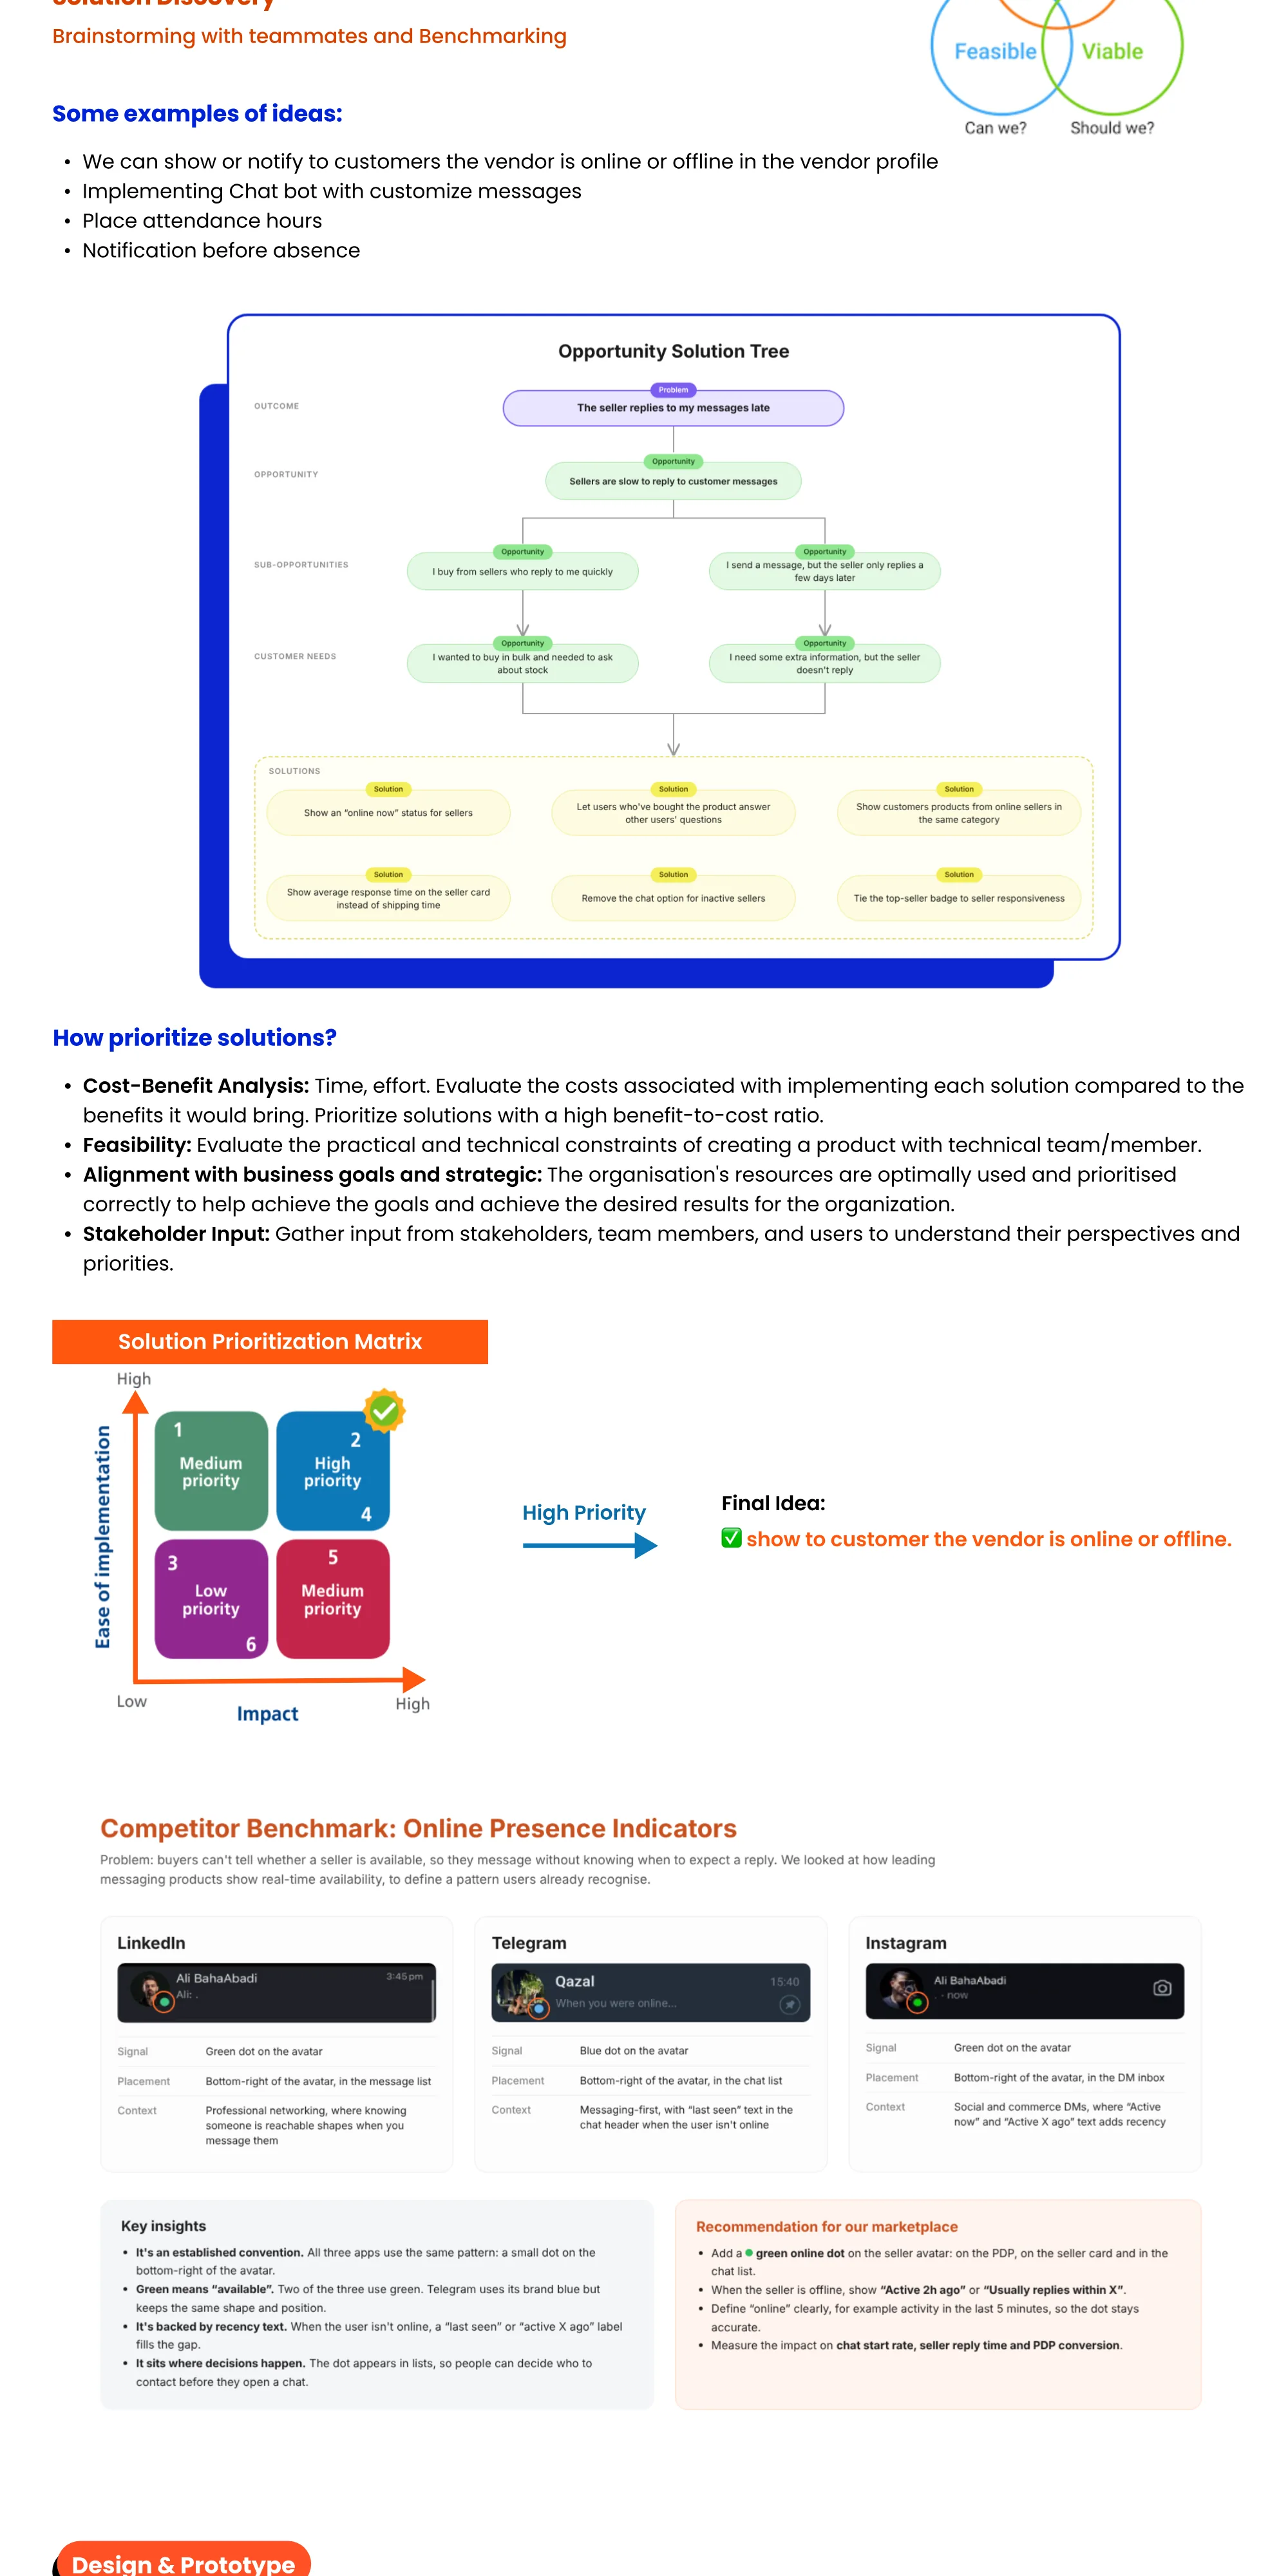 Solution Discovery
Brainstorming with teammates and Benchmarking
Feasible
Viable
Can we?
Should we?
Some examples of ideas:
• We can show or notify to customers the vendor is online or offline in the vendor profile
• Implementing Chat bot with customize messages
• Place attendance hours
• Notification before absence
Opportunity Solution Tree
OUTCOME
Problem
The seller replies to my messages late
OPPORTUNITY
Opportunity
Sellers are slow to reply to customer messages
SUB-OPPORTUNITIES
Opportunity
I buy from sellers who reply to me quickly
Opportunity
I send a message, but the seller only replies a
few days later
CUSTOMER NEEDS
Opportunity
I wanted to buy in bulk and needed to ask
about stock
Opportunity
I need some extra information, but the seller
doesn't reply
SOLUTIONS
Solution
Show an “online now” status for sellers
Solution
Let users who've bought the product answer
other users' questions
Solution
Show customers products from online sellers in
the same category
Solution
Show average response time on the seller card
instead of shipping time
Solution
Remove the chat option for inactive sellers
Solution
Tie the top-seller badge to seller responsiveness
How prioritize solutions?
• Cost-Benefit Analysis: Time, effort. Evaluate the costs associated with implementing each solution compared to the
benefits it would bring. Prioritize solutions with a high benefit-to-cost ratio.
• Feasibility: Evaluate the practical and technical constraints of creating a product with technical team/member.
• Alignment with business goals and strategic: The organisation's resources are optimally used and prioritised
correctly to help achieve the goals and achieve the desired results for the organization.
• Stakeholder Input: Gather input from stakeholders, team members, and users to understand their perspectives and
priorities.
Solution Prioritization Matrix
High
Ease of implementation
1
Medium
priority
2
High
priority
4
3
Low
priority
6
5
Medium
priority
Low
Impact
High
High Priority
Final Idea:
✅ show to customer the vendor is online or offline.
Competitor Benchmark: Online Presence Indicators
Problem: buyers can't tell whether a seller is available, so they message without knowing when to expect a reply. We looked at how leading
messaging products show real-time availability, to define a pattern users already recognise.
LinkedIn
Ali BahaAbadi
3:45 pm
Ali: .
Signal
Green dot on the avatar
Placement
Bottom-right of the avatar, in the message list
Context
Professional networking, where knowing
someone is reachable shapes when you
message them
Telegram
Qazal
15:40
When you were online...
Signal
Blue dot on the avatar
Placement
Bottom-right of the avatar, in the chat list
Context
Messaging-first, with “last seen” text in the
chat header when the user isn't online
Instagram
Ali BahaAbadi
. · now
Signal
Green dot on the avatar
Placement
Bottom-right of the avatar, in the DM inbox
Context
Social and commerce DMs, where “Active
now” and “Active X ago” text adds recency
Key insights
• It's an established convention. All three apps use the same pattern: a small dot on the
bottom-right of the avatar.
• Green means “available”. Two of the three use green. Telegram uses its brand blue but
keeps the same shape and position.
• It's backed by recency text. When the user isn't online, a “last seen” or “active X ago” label
fills the gap.
• It sits where decisions happen. The dot appears in lists, so people can decide who to
contact before they open a chat.
Recommendation for our marketplace
• Add a green online dot on the seller avatar: on the PDP, on the seller card and in the
chat list.
• When the seller is offline, show “Active 2h ago” or “Usually replies within X”.
• Define “online” clearly, for example activity in the last 5 minutes, so the dot stays
accurate.
• Measure the impact on chat start rate, seller reply time and PDP conversion.
Design & Prototype